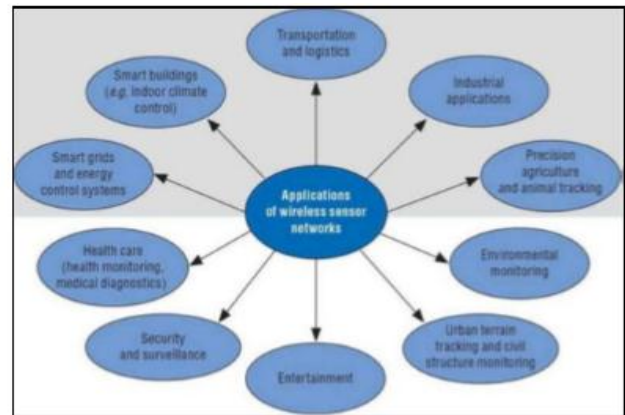 Transportation
and logistics
Smart buildings
(e.g. indoor climate
control)
Industrial
applications
Smart grids
and energy
control systems
Precision
agriculture
and animal tracking
Applications
of wireless sensor
networks
Health care
(health monitoring,
medical diagnostics)
Environmental
monitoring
Security
and surveillance
Urban terrain
tracking and civil
structure monitoring
Entertainment